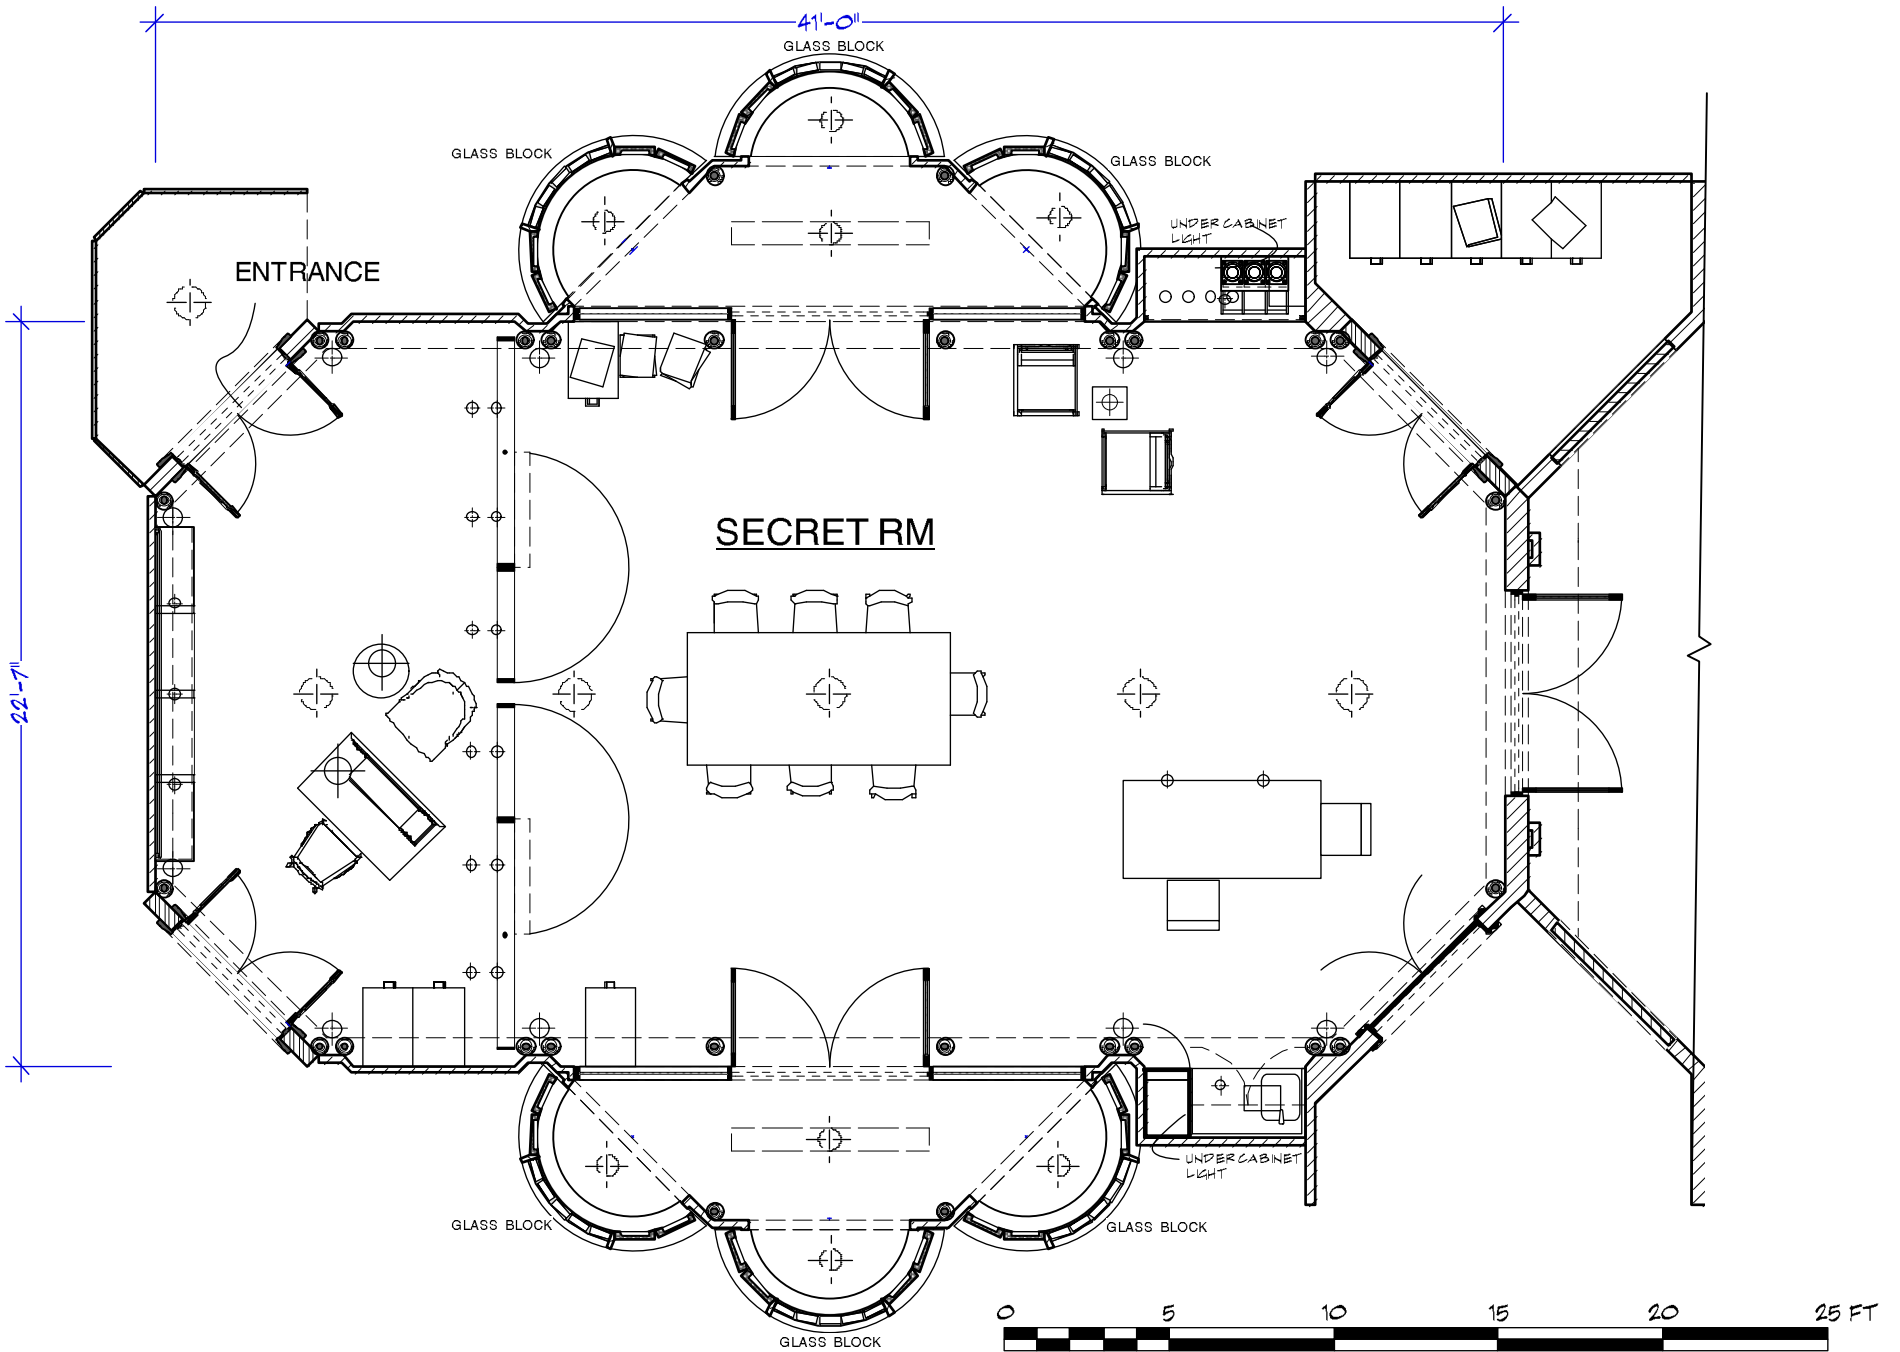 41'-0"
GLASS BLOCK
GLASS BLOCK
GLASS BLOCK
UNDER CABINET
LIGHT
ENTRANCE
SECRET RM
22'-7"
UNDER CABINET
LIGHT
GLASS BLOCK
GLASS BLOCK
GLASS BLOCK
0 5 10 15 20 25 FT